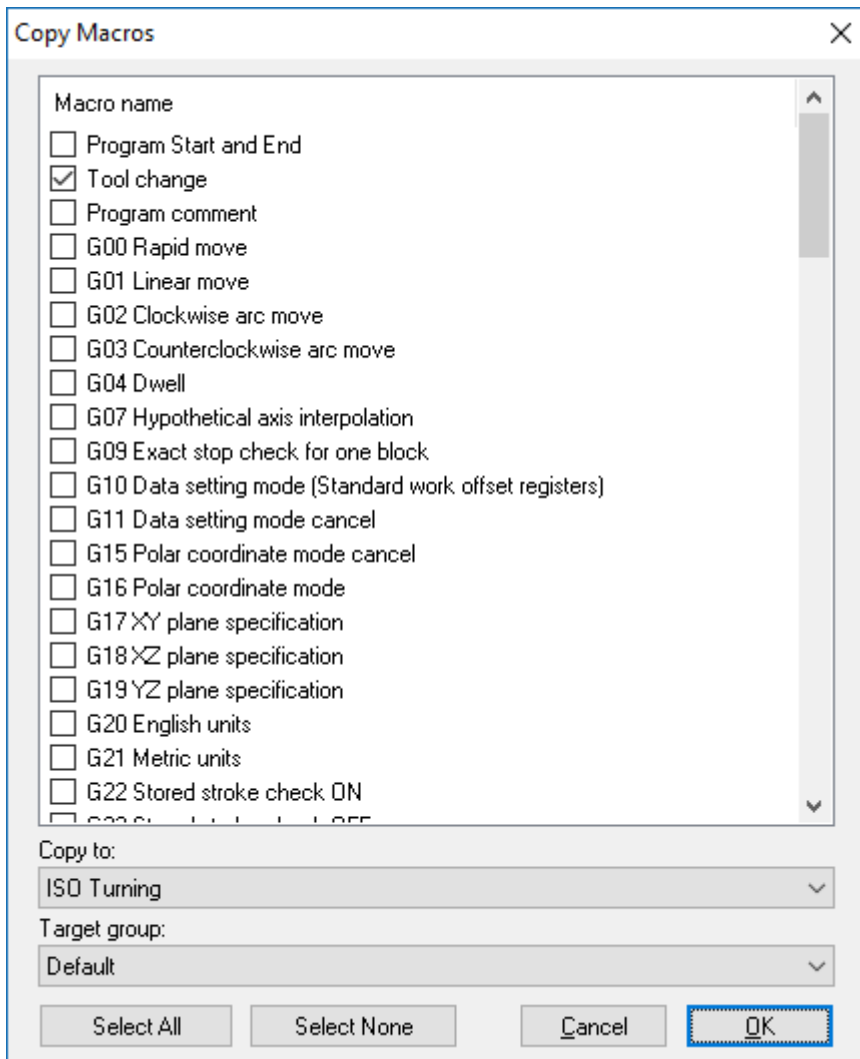 Copy Macros
Macro name
Program Start and End
Tool change
Program comment
G00 Rapid move
G01 Linear move
G02 Clockwise arc move
G03 Counterclockwise arc move
G04 Dwell
G07 Hypothetical axis interpolation
G09 Exact stop check for one block
G10 Data setting mode (Standard work offset registers)
G11 Data setting mode cancel
G15 Polar coordinate mode cancel
G16 Polar coordinate mode
G17 XY plane specification
G18 XZ plane specification
G19 YZ plane specification
G20 English units
G21 Metric units
G22 Stored stroke check ON
Copy to:
ISO Turning
Target group:
Default
Select All Select None Cancel OK